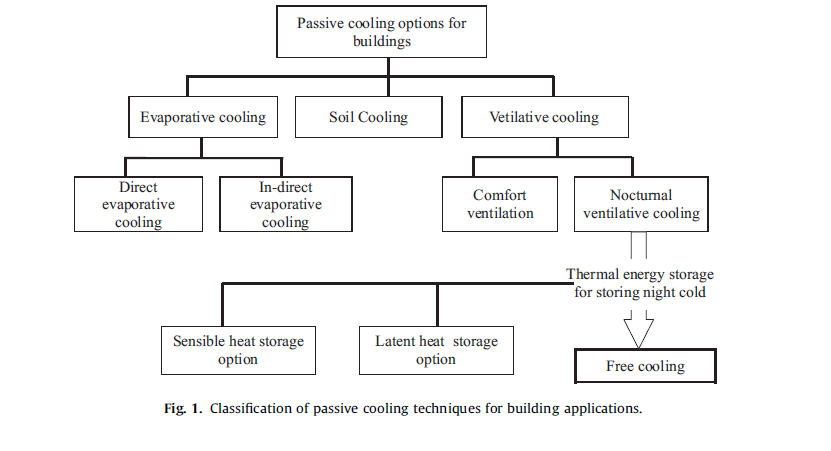 Passive cooling options for
buildings
Evaporative cooling
Soil Cooling
Vetilative cooling
Direct
evaporative
cooling
In-direct
evaporative
cooling
Comfort
ventilation
Nocturnal
ventilative cooling
Thermal energy storage
for storing night cold
Sensible heat storage
option
Latent heat storage
option
Free cooling
Fig. 1. Classification of passive cooling techniques for building applications.